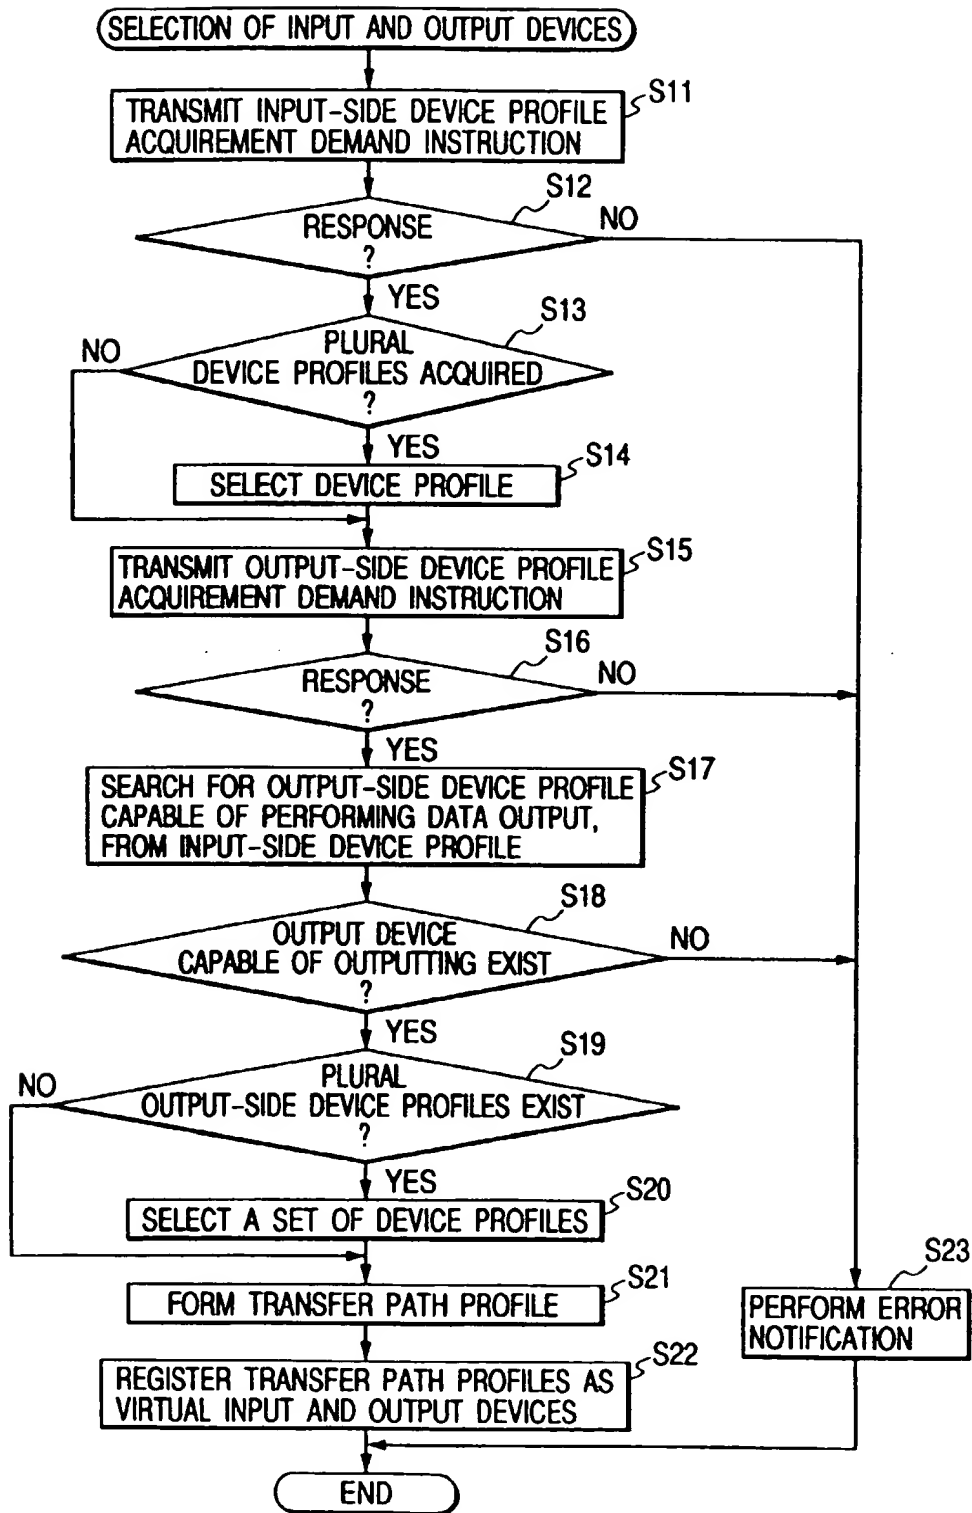 SELECTION OF INPUT AND OUTPUT DEVICES
S11
TRANSMIT INPUT-SIDE DEVICE PROFILE
ACQUIREMENT DEMAND INSTRUCTION
S12
RESPONSE
?
NO
YES
S13
PLURAL
DEVICE PROFILES ACQUIRED
?
NO
YES
S14
SELECT DEVICE PROFILE
S15
TRANSMIT OUTPUT-SIDE DEVICE PROFILE
ACQUIREMENT DEMAND INSTRUCTION
S16
RESPONSE
?
NO
YES
S17
SEARCH FOR OUTPUT-SIDE DEVICE PROFILE
CAPABLE OF PERFORMING DATA OUTPUT,
FROM INPUT-SIDE DEVICE PROFILE
S18
OUTPUT DEVICE
CAPABLE OF OUTPUTTING EXIST
?
NO
YES
S19
PLURAL
OUTPUT-SIDE DEVICE PROFILES EXIST
?
NO
YES
S20
SELECT A SET OF DEVICE PROFILES
S21
FORM TRANSFER PATH PROFILE
S23
PERFORM ERROR
NOTIFICATION
S22
REGISTER TRANSFER PATH PROFILES AS
VIRTUAL INPUT AND OUTPUT DEVICES
END